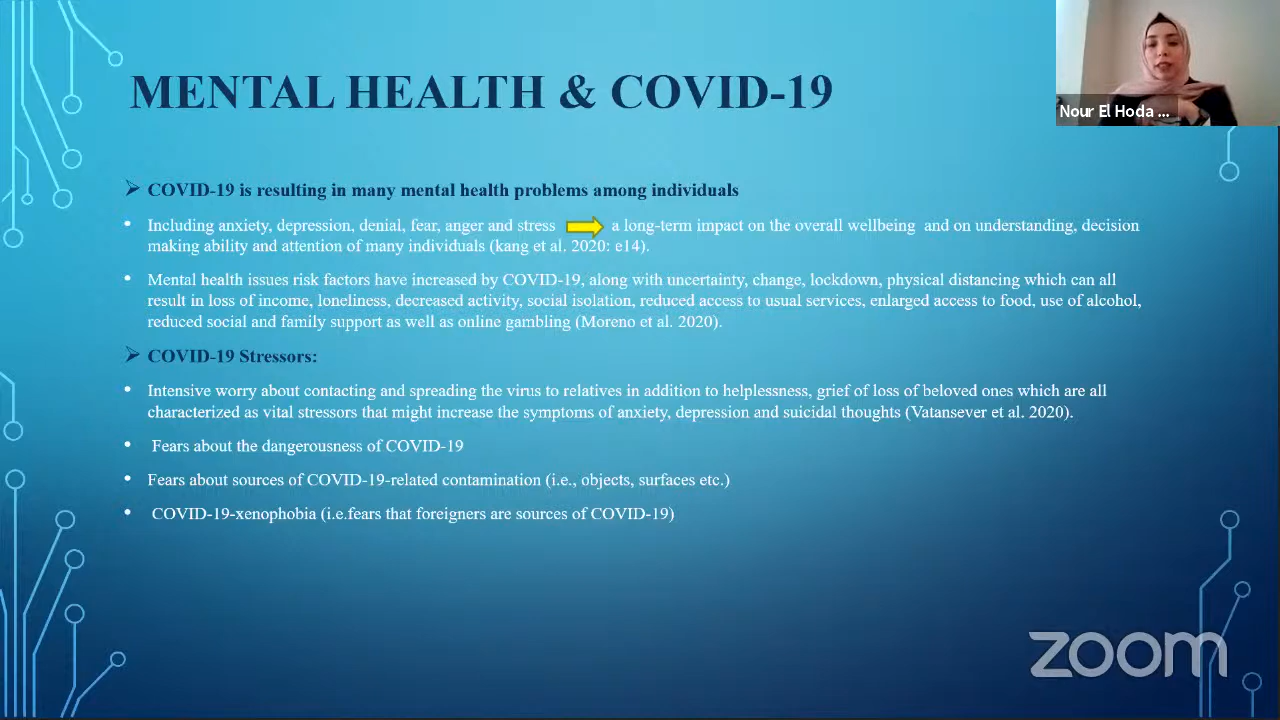 MENTAL HEALTH & COVID-19
Nour El Hoda ...
➢ COVID-19 is resulting in many mental health problems among individuals
• Including anxiety, depression, denial, fear, anger and stress a long-term impact on the overall wellbeing and on understanding, decision
making ability and attention of many individuals (kang et al. 2020: e14).
• Mental health issues risk factors have increased by COVID-19, along with uncertainty, change, lockdown, physical distancing which can all
result in loss of income, loneliness, decreased activity, social isolation, reduced access to usual services, enlarged access to food, use of alcohol,
reduced social and family support as well as online gambling (Moreno et al. 2020).
➢ COVID-19 Stressors:
• Intensive worry about contacting and spreading the virus to relatives in addition to helplessness, grief of loss of beloved ones which are all
characterized as vital stressors that might increase the symptoms of anxiety, depression and suicidal thoughts (Vatansever et al. 2020).
• Fears about the dangerousness of COVID-19
• Fears about sources of COVID-19-related contamination (i.e., objects, surfaces etc.)
• COVID-19-xenophobia (i.e.fears that foreigners are sources of COVID-19)
zoom